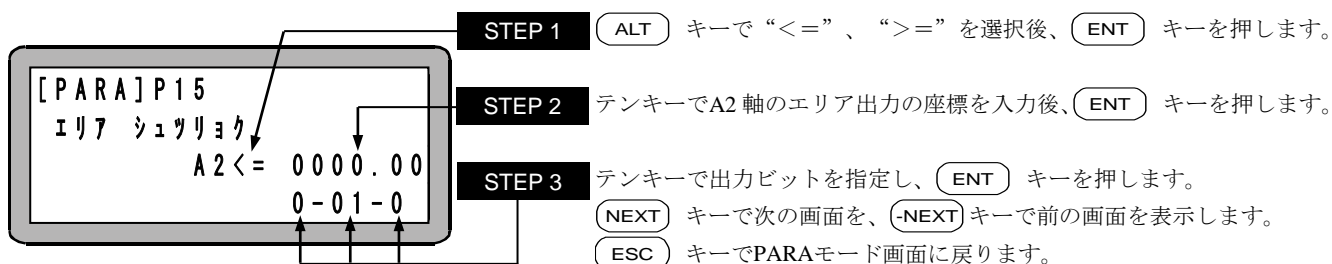 STEP 1 ALT キーで“<=”、“>=”を選択後、ENT キーを押します。
[PARA]P15
エリア シュツリョク
A2<= 0000.00
0-01-0
STEP 2 テンキーでA2 軸のエリア出力の座標を入力後、ENT キーを押します。
STEP 3 テンキーで出力ビットを指定し、ENT キーを押します。
NEXT キーで次の画面を、-NEXT キーで前の画面を表示します。
ESC キーでPARAモード画面に戻ります。